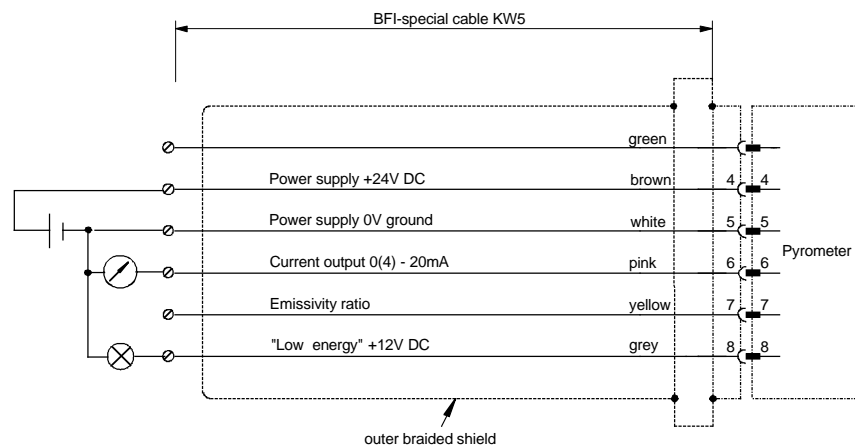 BFI-special cable KW5
green
Power supply +24V DC brown 4 4
Power supply 0V ground white 5 5
Pyrometer
Current output 0(4) - 20mA pink 6 6
Emissivity ratio yellow 7 7
"Low energy" +12V DC grey 8 8
outer braided shield